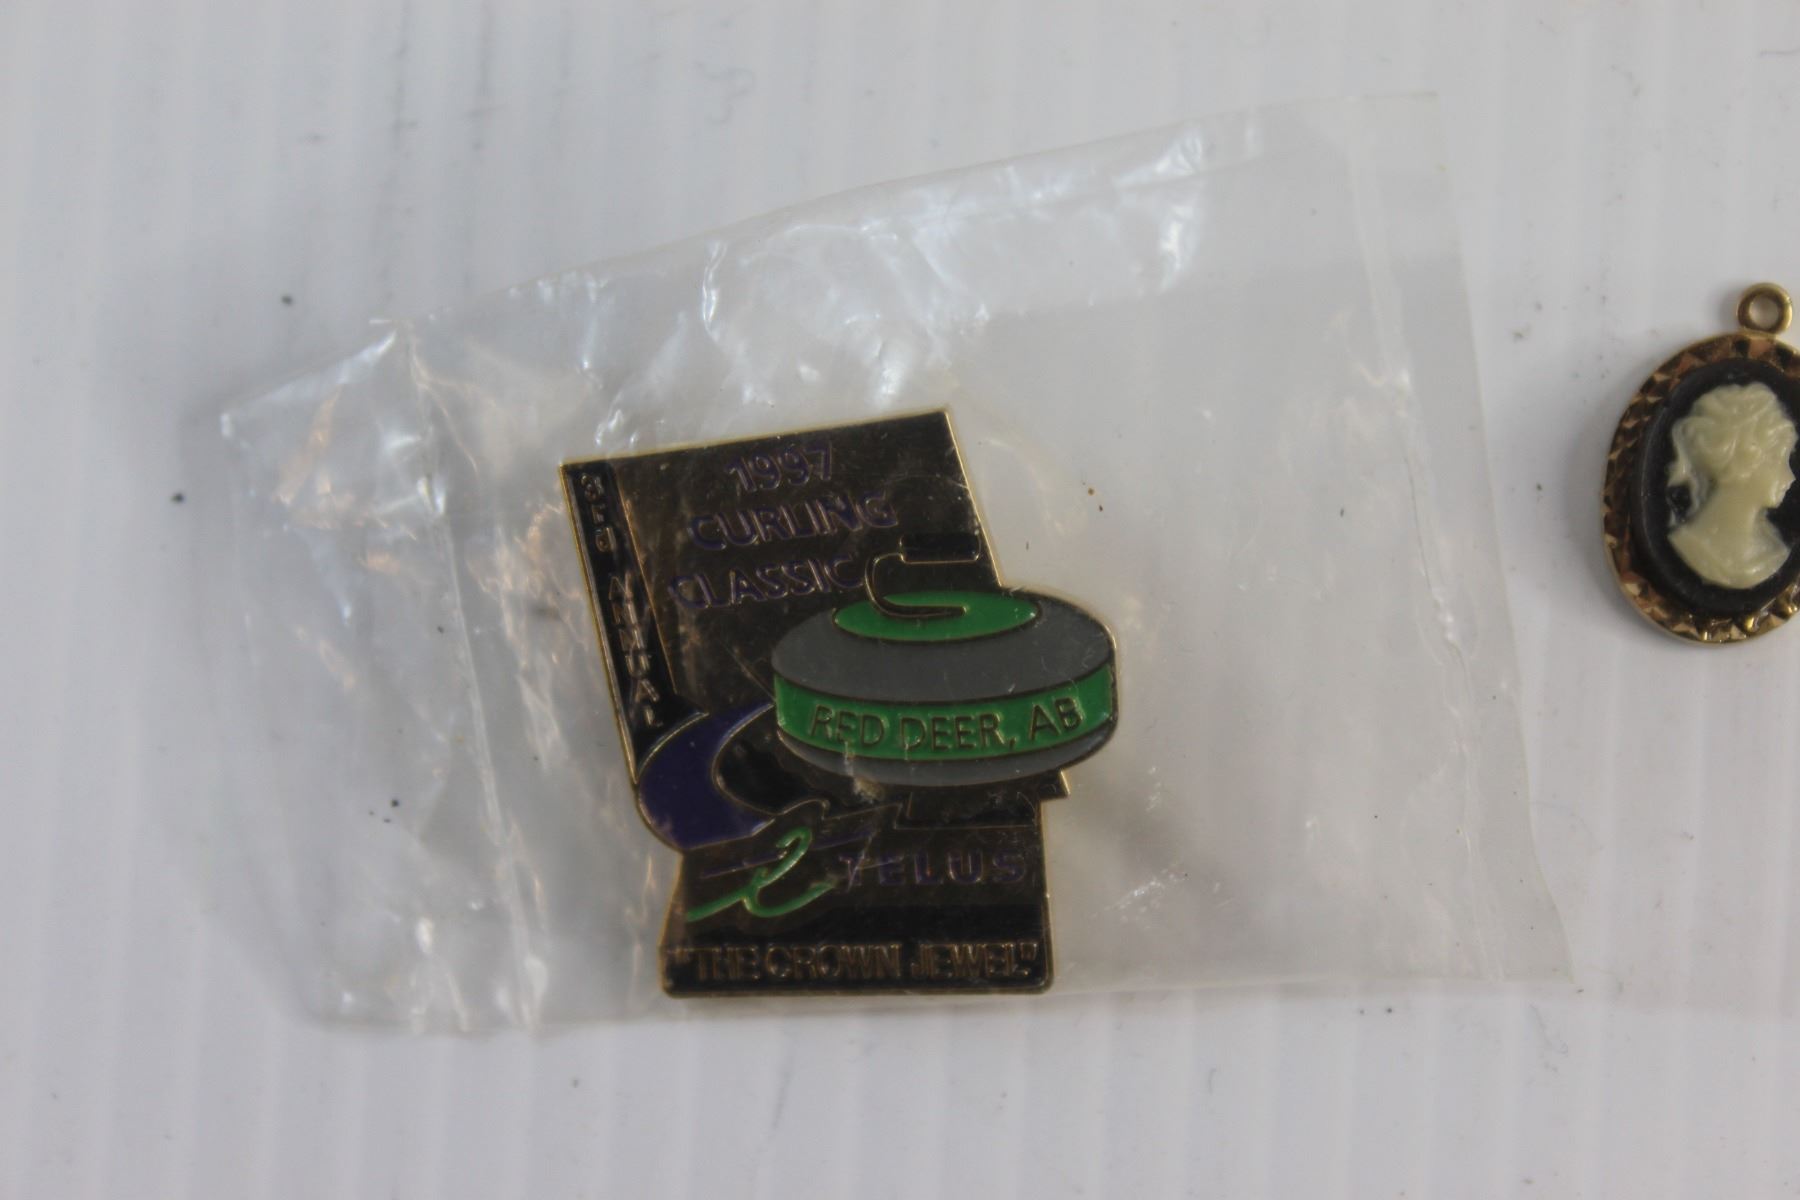 1997
CURLING
CLASSIC
3RD ANNUAL
RED DEER, AB
TELUS
"THE CROWN JEWEL"